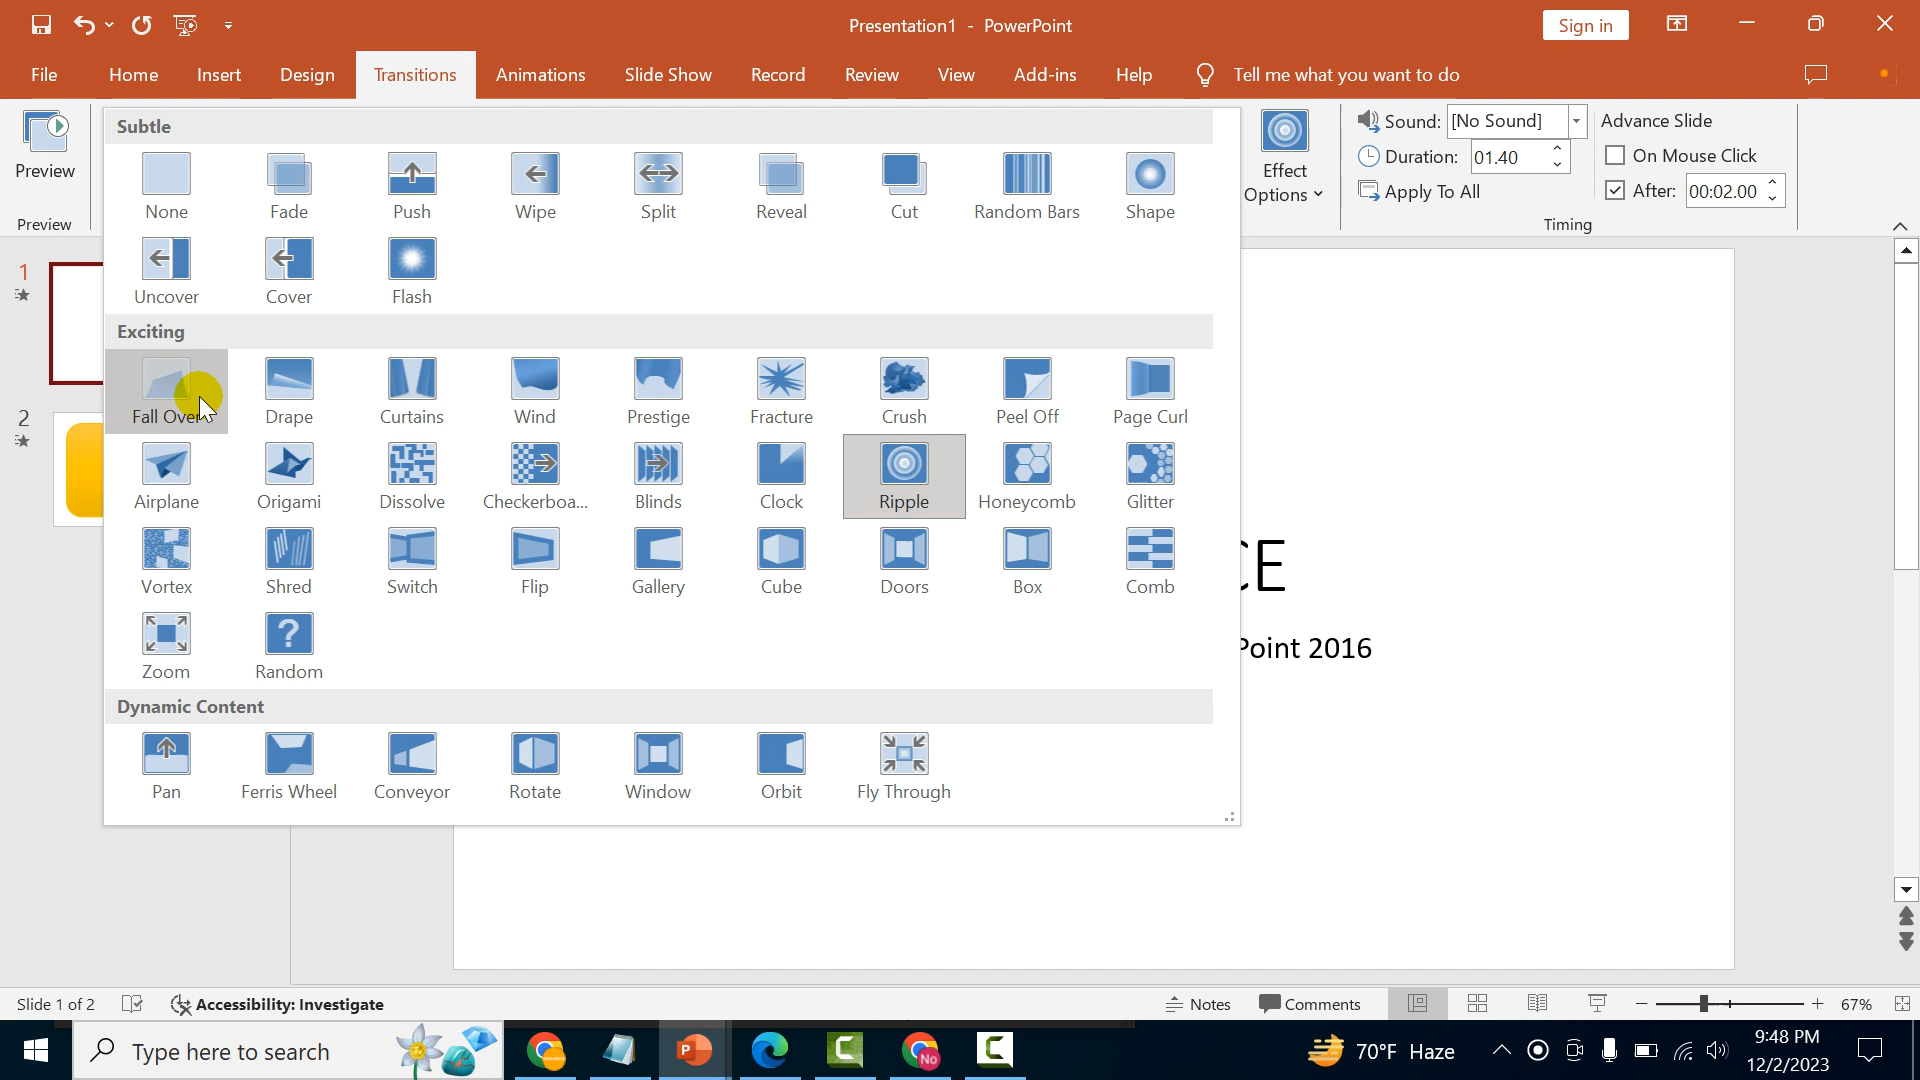 Presentation1 - PowerPoint
Sign in
File Home Insert Design Transitions Animations Slide Show Record Review View Add-ins Help Tell me what you want to do
Preview
Preview
Subtle
None Fade Push Wipe Split Reveal Cut Random Bars Shape
Uncover Cover Flash
Exciting
Fall Over Drape Curtains Wind Prestige Fracture Crush Peel Off Page Curl
Airplane Origami Dissolve Checkerboa... Blinds Clock Ripple Honeycomb Glitter
Vortex Shred Switch Flip Gallery Cube Doors Box Comb
Zoom Random
Dynamic Content
Pan Ferris Wheel Conveyor Rotate Window Orbit Fly Through
Effect
Options
Sound: [No Sound]
Duration: 01.40
Apply To All
Advance Slide
On Mouse Click
After: 00:02.00
Timing
1
2
CE
Point 2016
Slide 1 of 2 Accessibility: Investigate Notes Comments 67%
Type here to search
P
No
70°F Haze
9:48 PM
12/2/2023